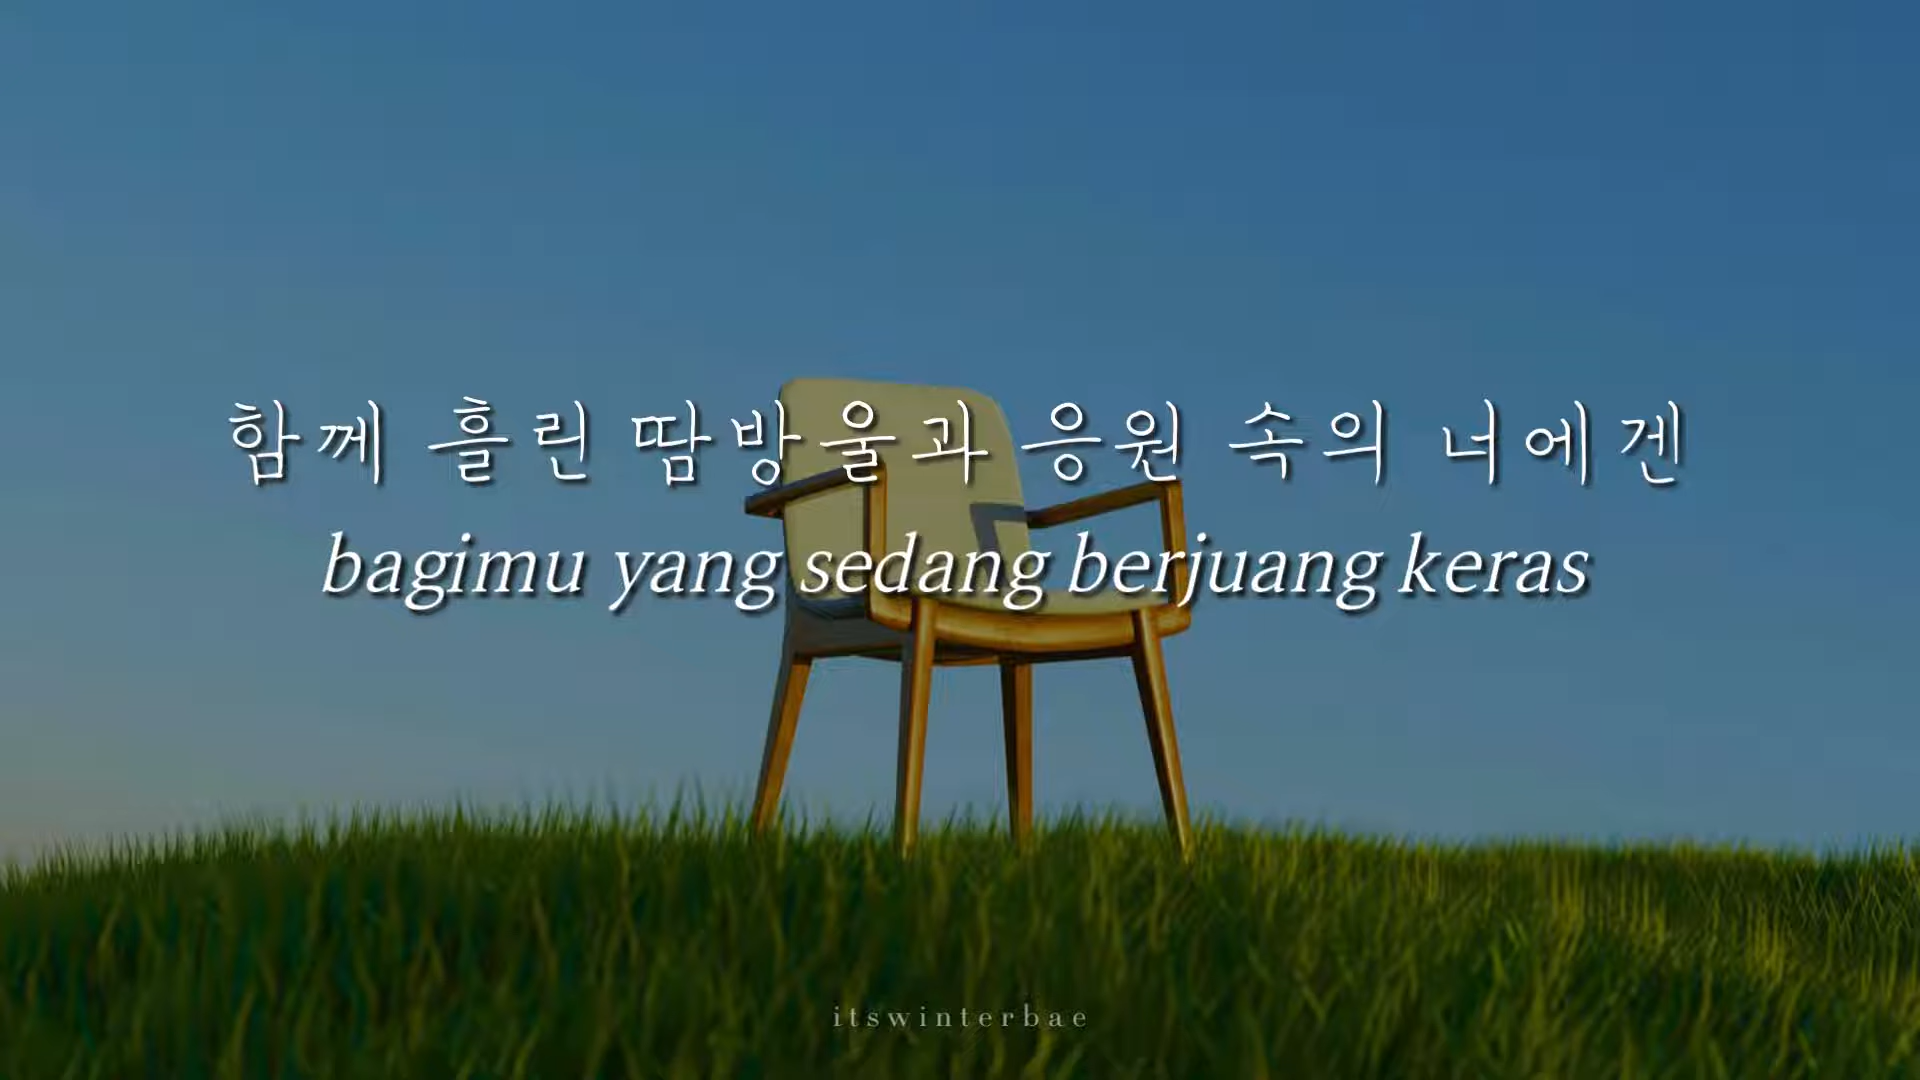 함께 흘린 땀방울과 응원 속의 너에겐
bagimu yang sedang berjuang keras
itswinterbae